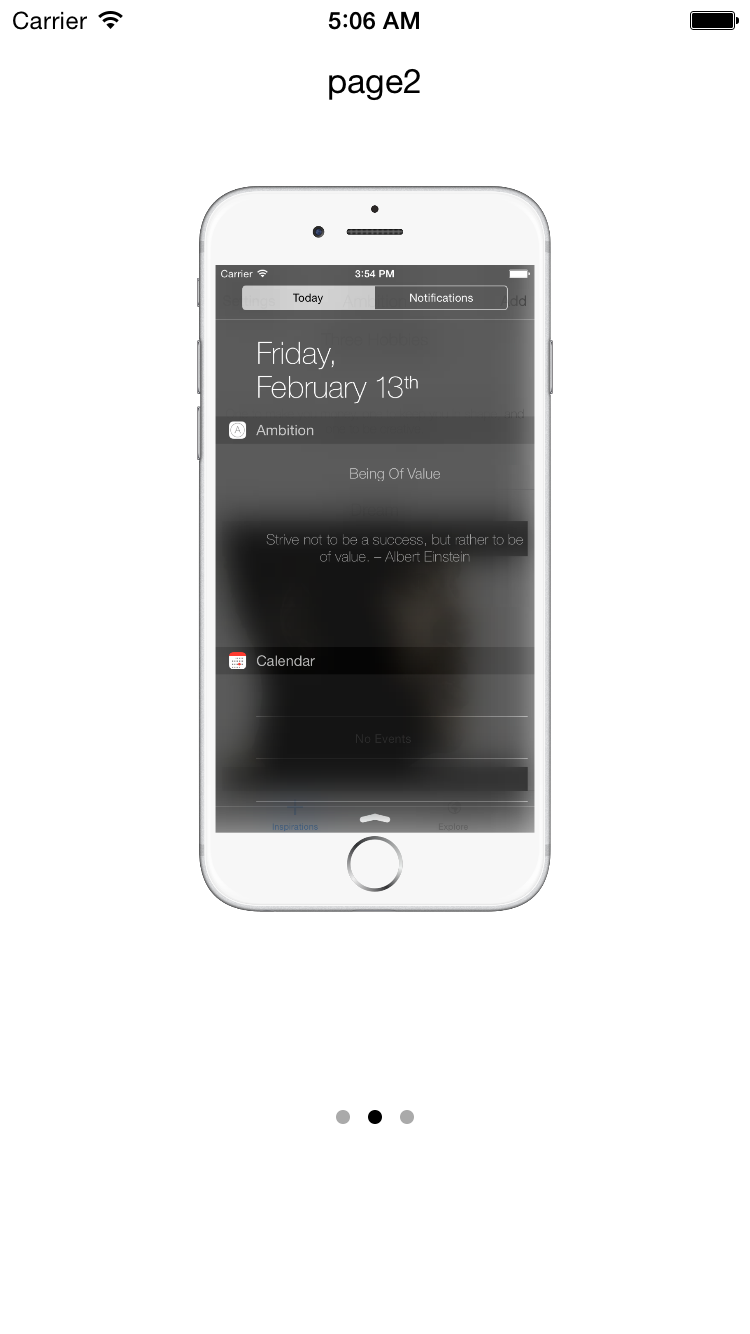 Carrier 5:06 AM
page2
Carrier 3:54 PM
Today Notifications
Add
Friday,
February 13th
Ambition
Being Of Value
Strive not to be a success, but rather to be
of value. – Albert Einstein
Calendar
No Events
Inspirations Explore